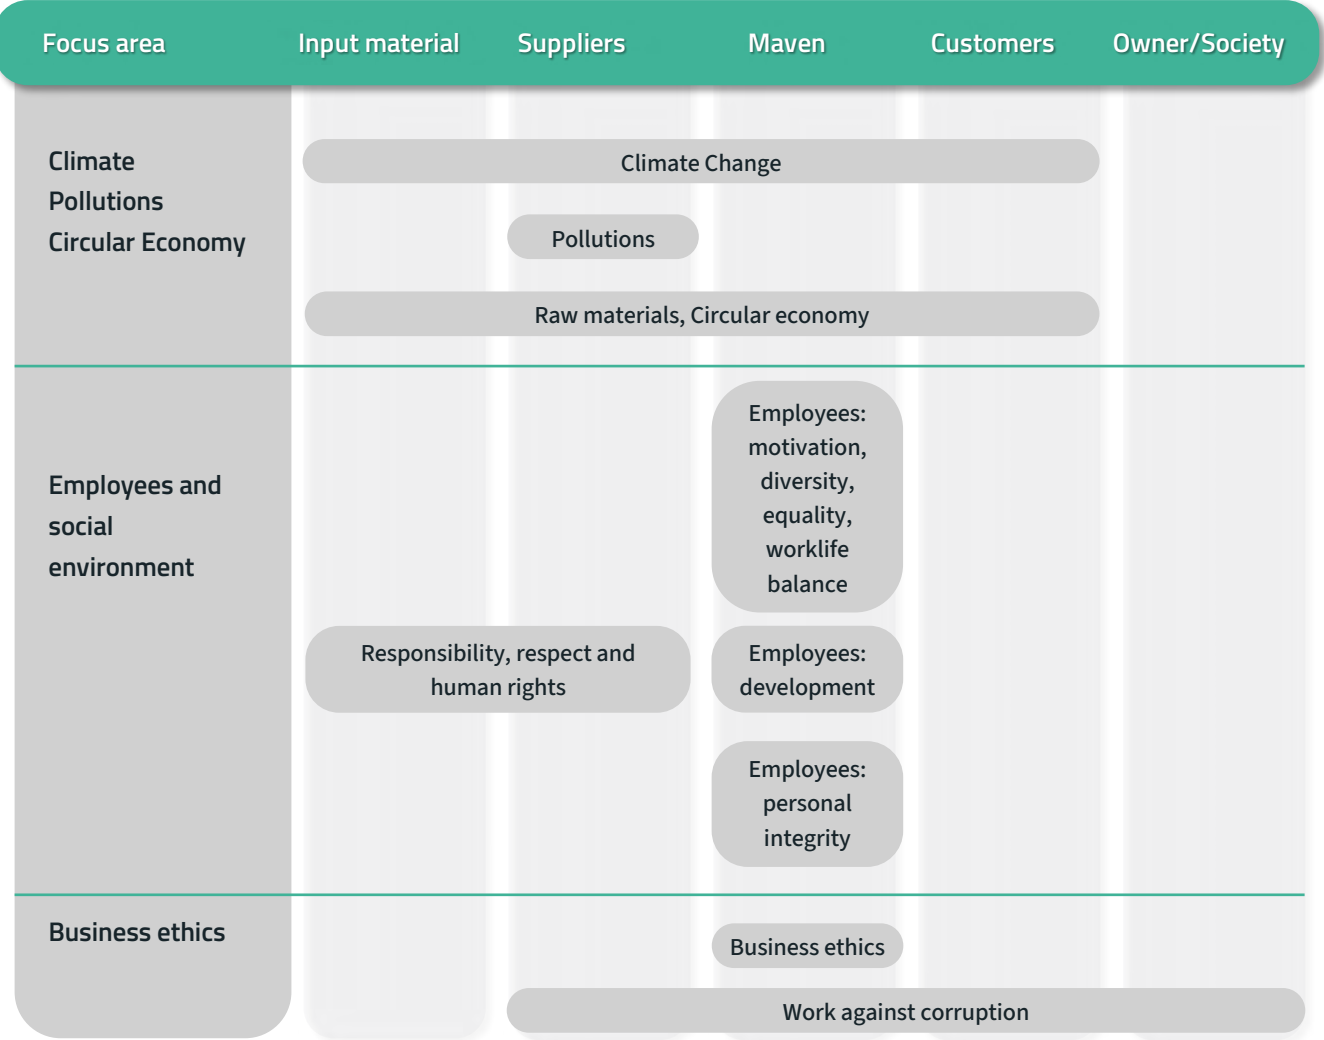 Focus area
Input material
Suppliers
Maven
Customers
Owner/Society
Climate
Pollutions
Circular Economy
Climate Change
Pollutions
Raw materials, Circular economy
Employees and
social
environment
Employees:
motivation,
diversity,
equality,
worklife
balance
Responsibility, respect and
human rights
Employees:
development
Employees:
personal
integrity
Business ethics
Business ethics
Work against corruption